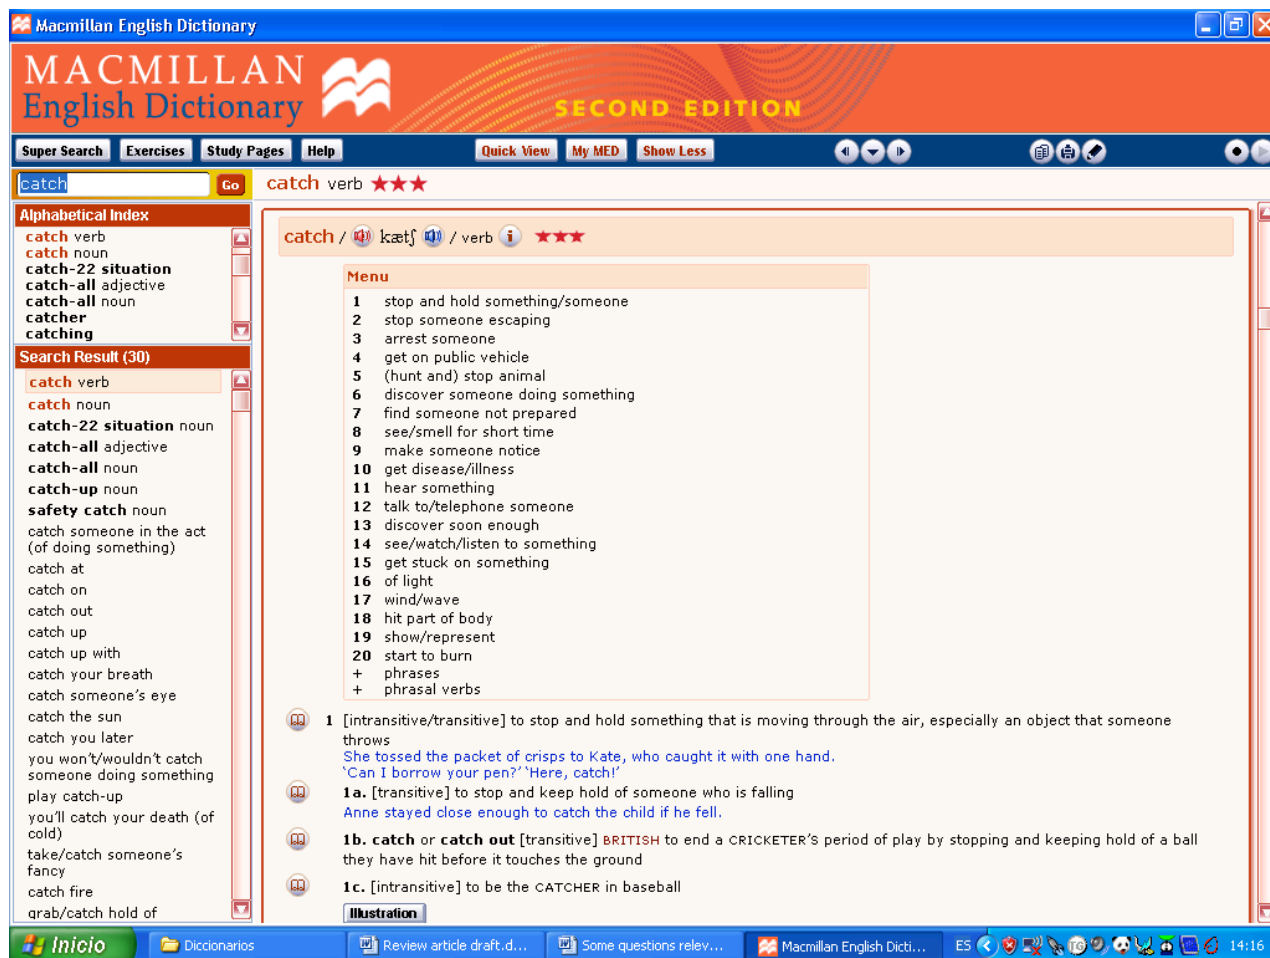 Macmillan English Dictionary
MACMILLAN
English Dictionary
SECOND EDITION
Super Search Exercises Study Pages Help Quick View My MED Show Less
catch Go
catch verb ★★★
Alphabetical Index
catch verb
catch noun
catch-22 situation
catch-all adjective
catch-all noun
catcher
catching
Search Result (30)
catch verb
catch noun
catch-22 situation noun
catch-all adjective
catch-all noun
catch-up noun
safety catch noun
catch someone in the act
(of doing something)
catch at
catch on
catch out
catch up
catch up with
catch your breath
catch someone's eye
catch the sun
catch you later
you won't/wouldn't catch
someone doing something
play catch-up
you'll catch your death (of
cold)
take/catch someone's
fancy
catch fire
grab/catch hold of
catch / kætʃ / verb ★★★
Menu
1 stop and hold something/someone
2 stop someone escaping
3 arrest someone
4 get on public vehicle
5 (hunt and) stop animal
6 discover someone doing something
7 find someone not prepared
8 see/smell for short time
9 make someone notice
10 get disease/illness
11 hear something
12 talk to/telephone someone
13 discover soon enough
14 see/watch/listen to something
15 get stuck on something
16 of light
17 wind/wave
18 hit part of body
19 show/represent
20 start to burn
+ phrases
+ phrasal verbs
1 [intransitive/transitive] to stop and hold something that is moving through the air, especially an object that someone
throws
She tossed the packet of crisps to Kate, who caught it with one hand.
‘Can I borrow your pen?’ ‘Here, catch!’
1a. [transitive] to stop and keep hold of someone who is falling
Anne stayed close enough to catch the child if he fell.
1b. catch or catch out [transitive] BRITISH to end a CRICKETER'S period of play by stopping and keeping hold of a ball
they have hit before it touches the ground
1c. [intransitive] to be the CATCHER in baseball
Illustration
Inicio Diccionarios Review article draft.d... Some questions relev... Macmillan English Dicti... ES TG 14:16